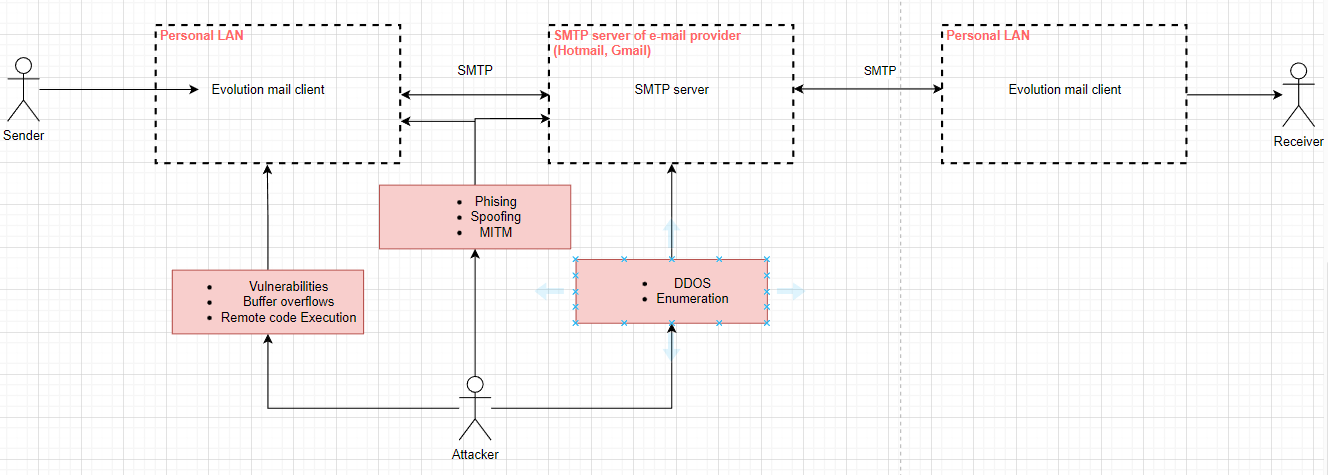 Personal LAN
SMTP server of e-mail provider
(Hotmail, Gmail)
Personal LAN
SMTP
SMTP
Evolution mail client
SMTP server
Evolution mail client
Sender
Receiver
Phising
Spoofing
MITM
Vulnerabilities
Buffer overflows
Remote code Execution
DDOS
Enumeration
Attacker